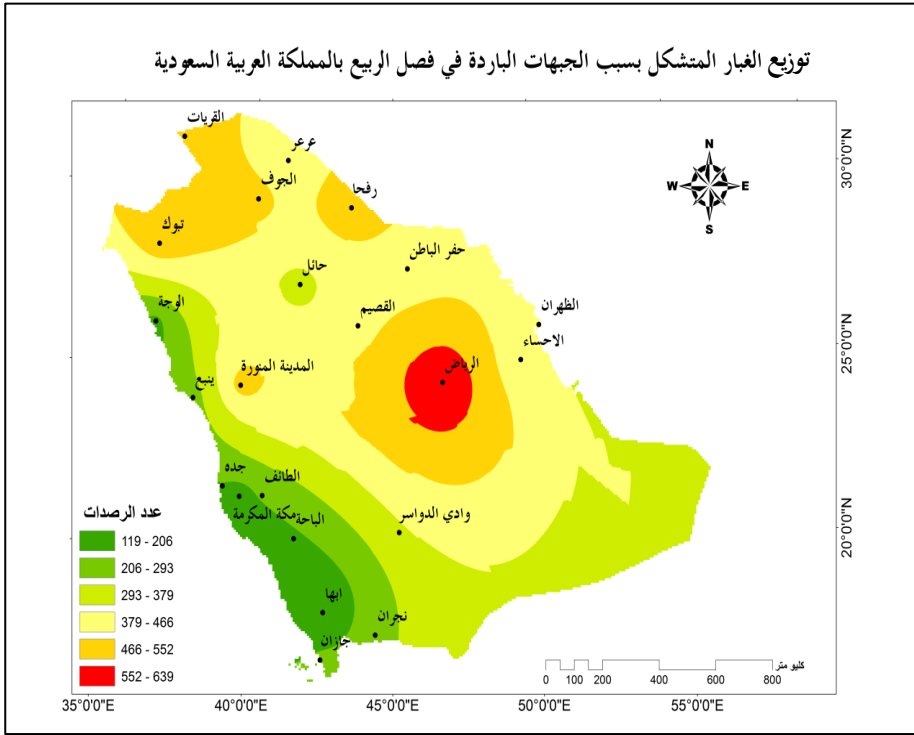 توزيع الغبار المتشكل بسبب الجبهات الباردة في فصل الربيع بالمملكة العربية السعودية
القريات
عرعر
الجوف
رفحا
تبوك
حفر الباطن
حائل
الوجة
القصيم
الظهران
الاحساء
المدينة المنورة
الرياض
ينبع
جده
الطائف
مكة المكرمة
الباحة
وادي الدواسر
ابها
نجران
جازان
N
W
E
S
30°0'0"N
25°0'0"N
20°0'0"N
عدد الرصدات
119 - 206
206 - 293
293 - 379
379 - 466
466 - 552
552 - 639
كليو متر
0 100 200 400 600 800
35°0'0"E 40°0'0"E 45°0'0"E 50°0'0"E 55°0'0"E